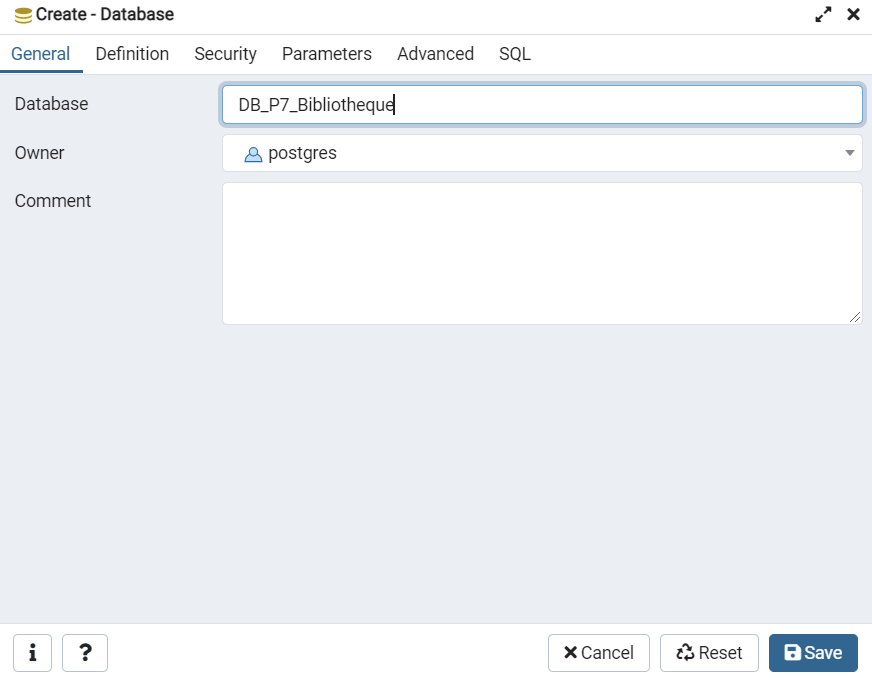 Create - Database
General Definition Security Parameters Advanced SQL
Database DB_P7_Bibliotheque
Owner postgres
Comment
i ? Cancel Reset Save